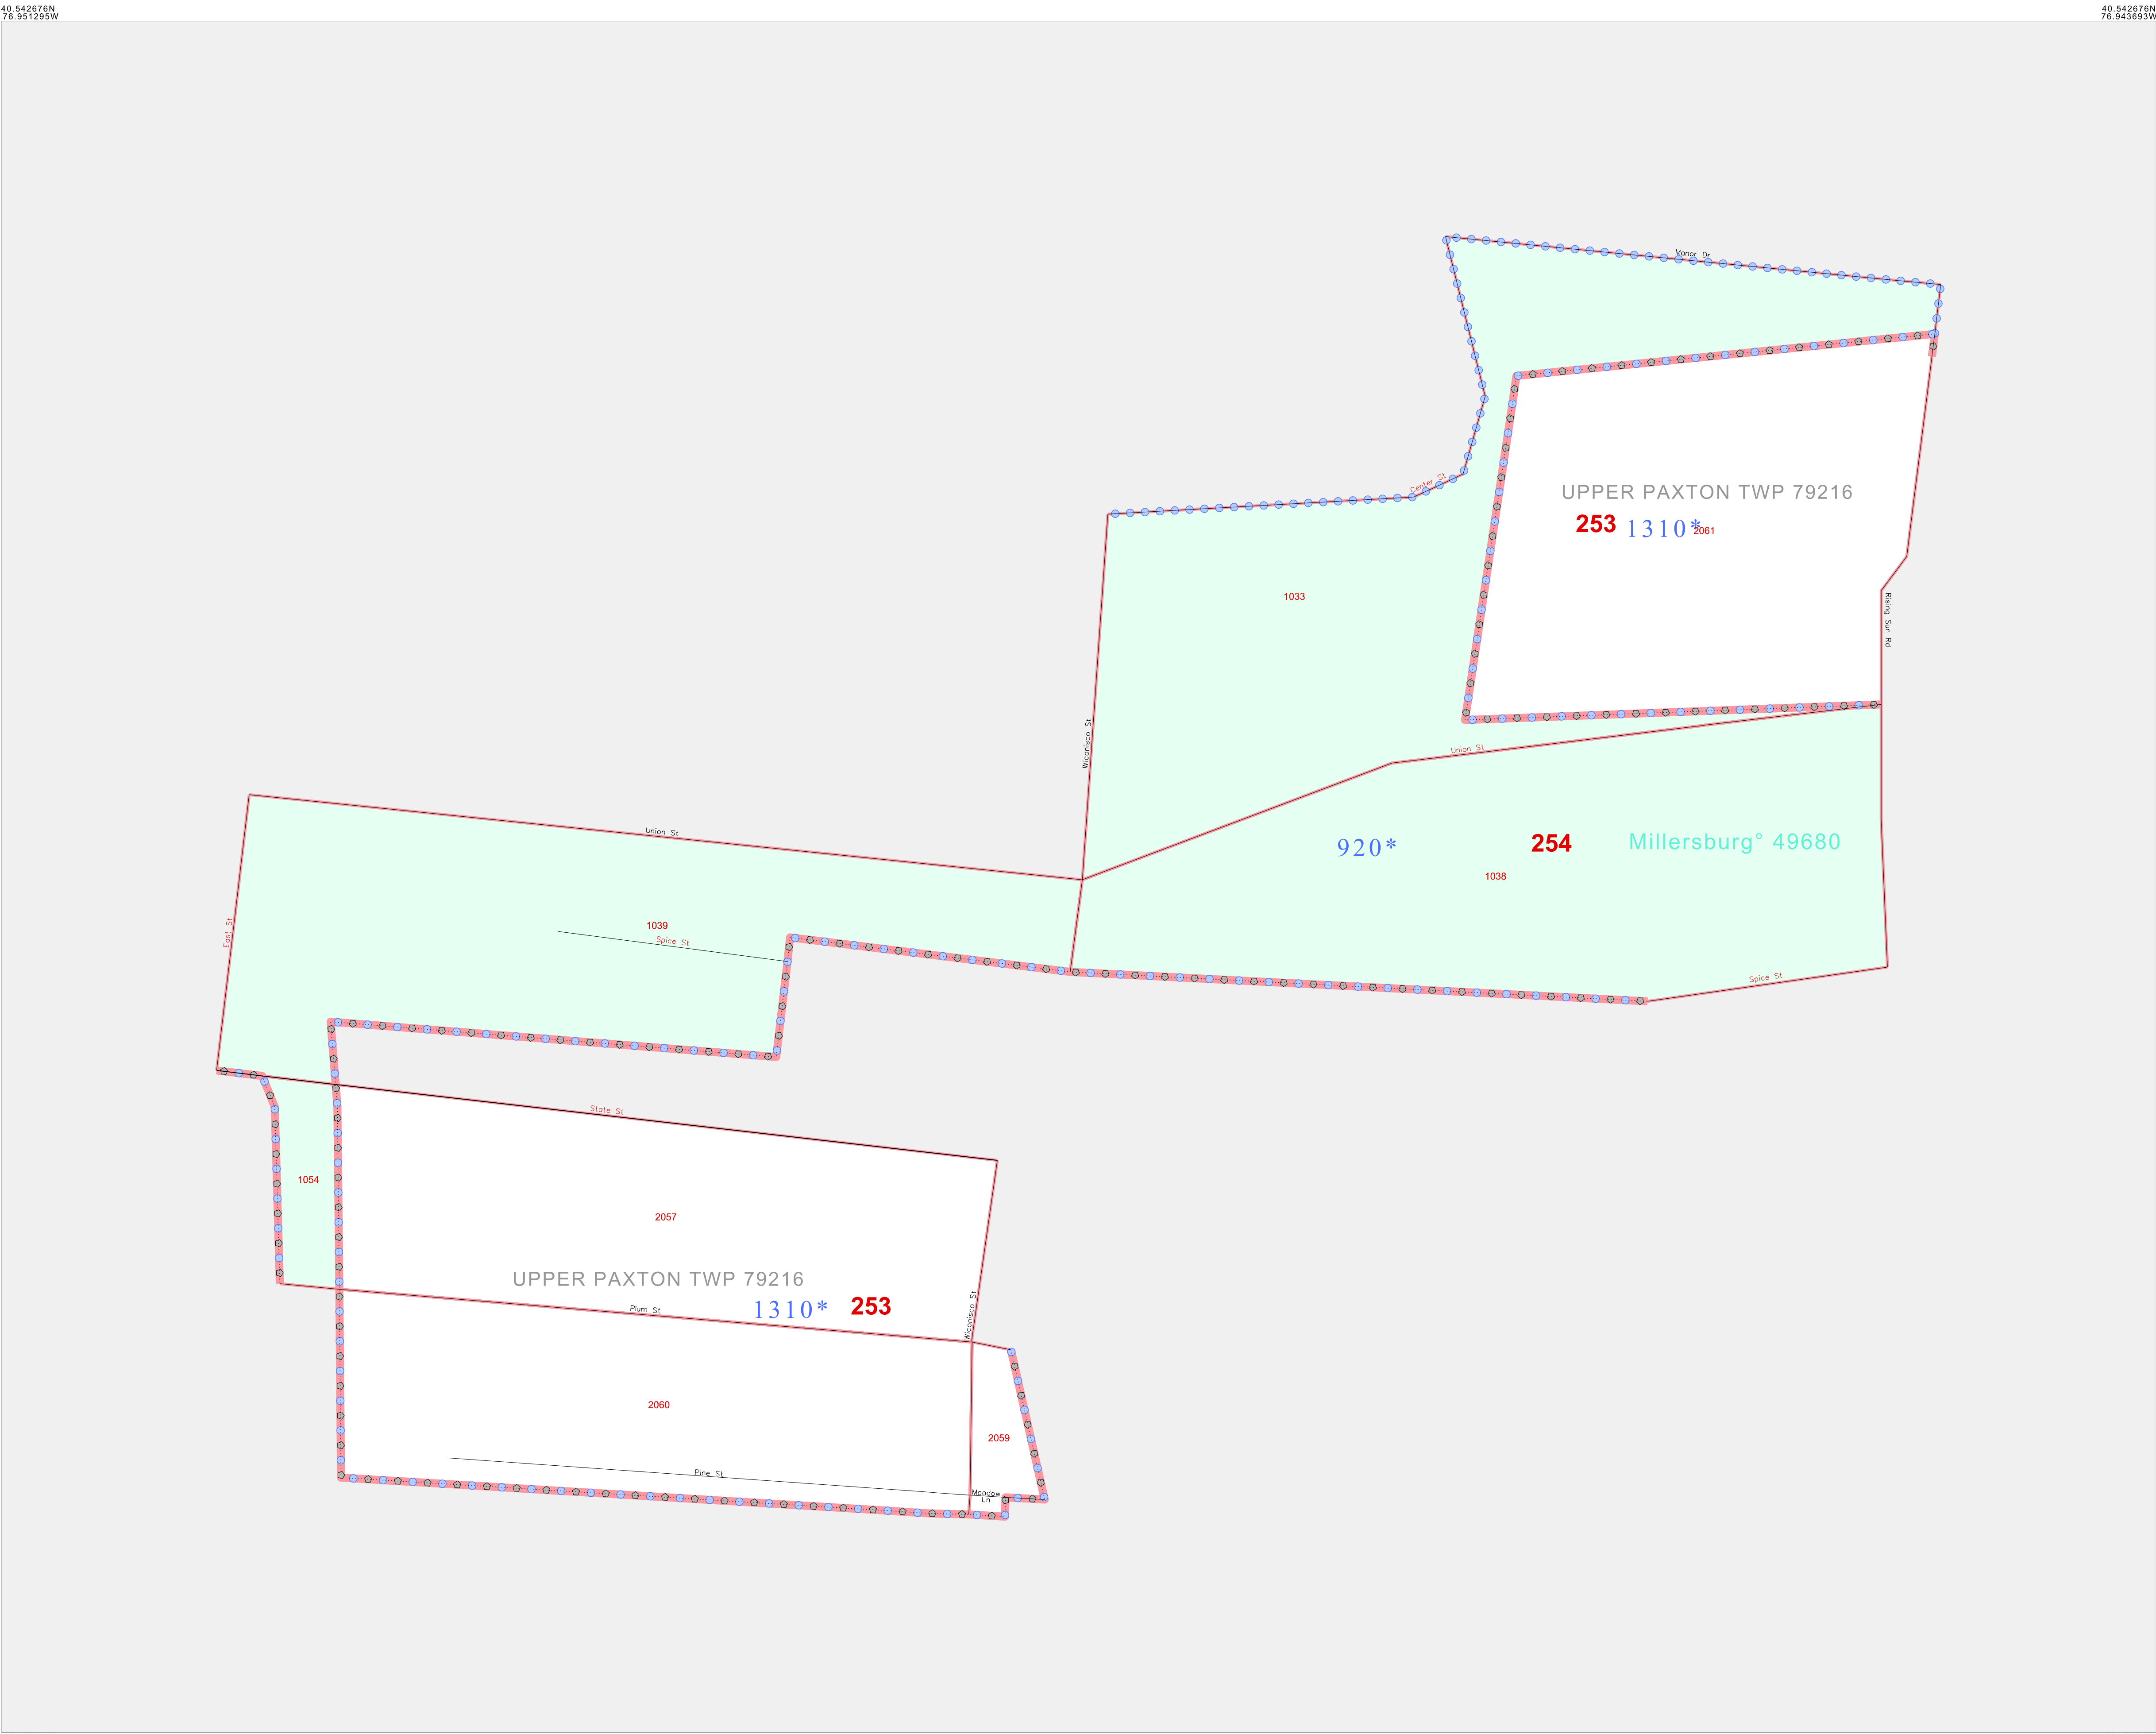 40.542676N
76.951295W
40.542676N
76.943693W
Manor Dr
Center St
UPPER PAXTON TWP 79216
253
1310*
2061
1033
Rising Sun Rd
Wiconisco St
Union St
Union St
920*
254
Millersburg° 49680
1038
East St
1039
Spice St
Spice St
State St
1054
2057
UPPER PAXTON TWP 79216
1310*
253
Plum St
Wiconisco St
2060
2059
Pine St
Meadow
Ln